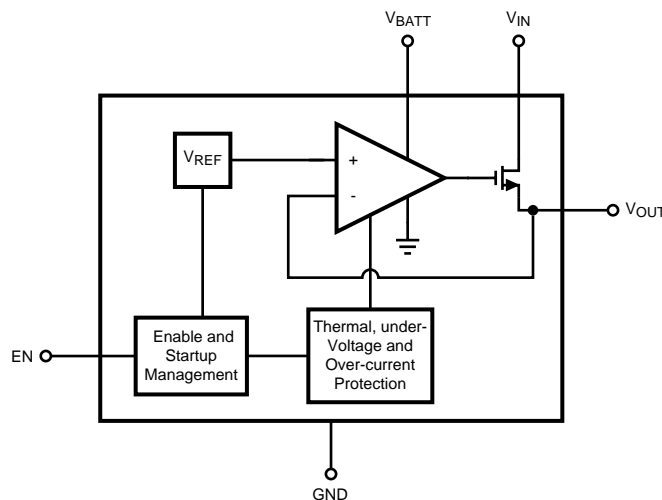 VBATT
VIN
VREF
+
-
VOUT
EN
Enable and
Startup
Management
Thermal, under-
Voltage and
Over-current
Protection
GND